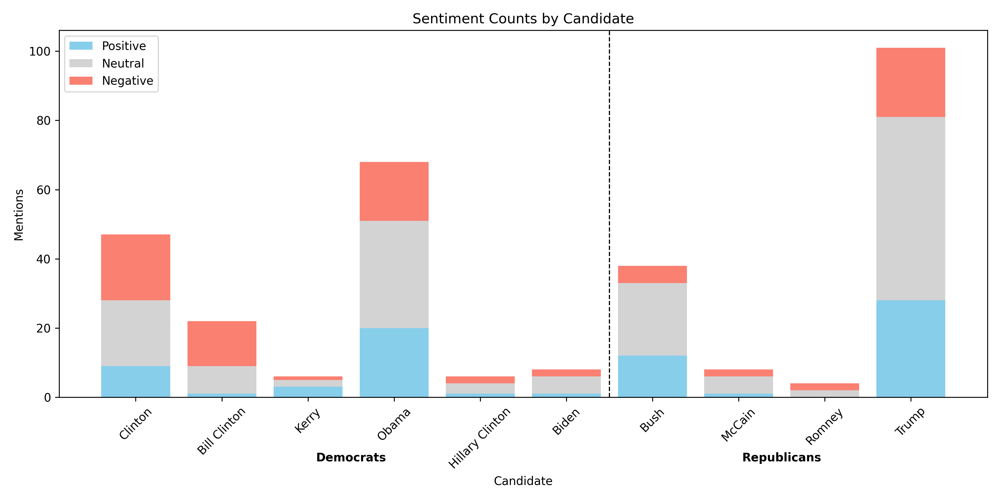 Sentiment Counts by Candidate
Positive
Neutral
Negative
Mentions
100
80
60
40
20
0
Clinton
Bill Clinton
Kerry
Obama
Hillary Clinton
Biden
Bush
McCain
Romney
Trump
Democrats
Republicans
Candidate